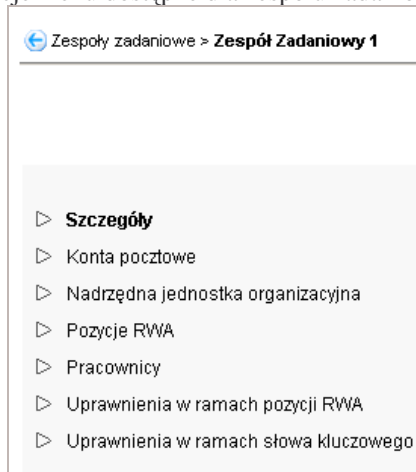 Zespoły zadaniowe > Zespół Zadaniowy 1
Szczegóły
Konta pocztowe
Nadrzędna jednostka organizacyjna
Pozycje RWA
Pracownicy
Uprawnienia w ramach pozycji RWA
Uprawnienia w ramach słowa kluczowego